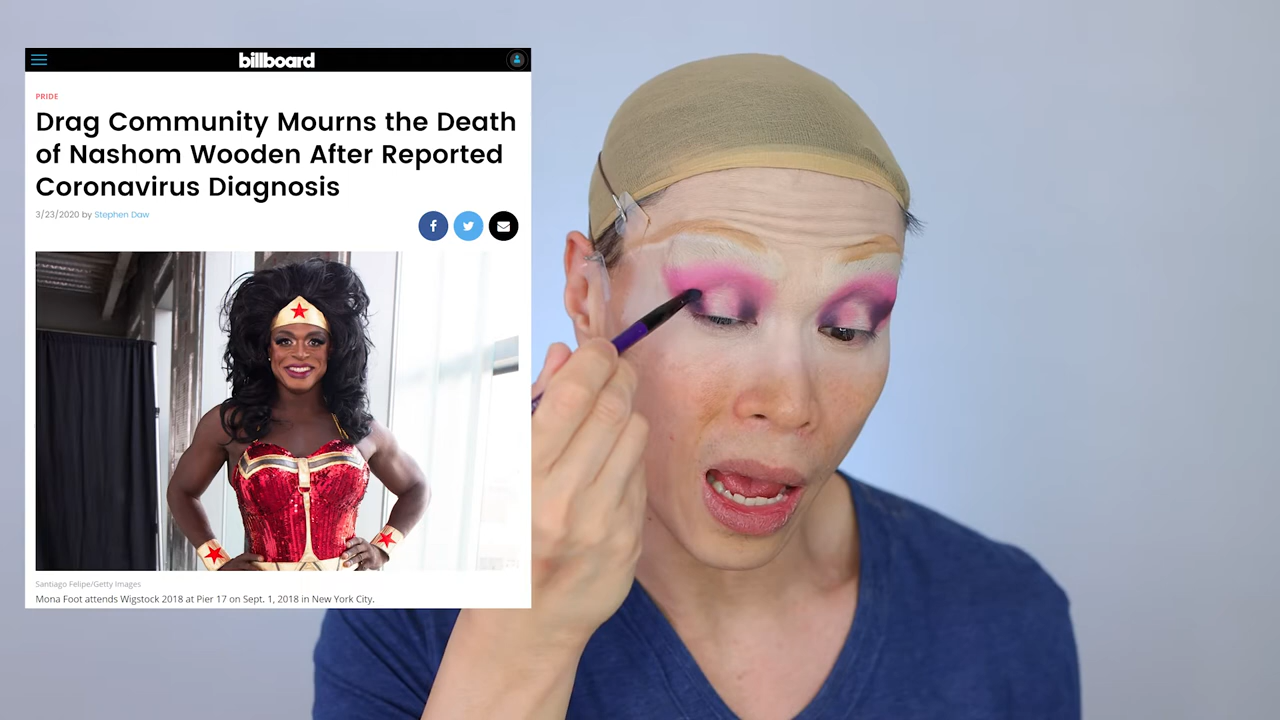 billboard
PRIDE
Drag Community Mourns the Death
of Nashom Wooden After Reported
Coronavirus Diagnosis
3/23/2020 by Stephen Daw
Santiago Felipe/Getty Images
Mona Foot attends Wigstock 2018 at Pier 17 on Sept. 1, 2018 in New York City.